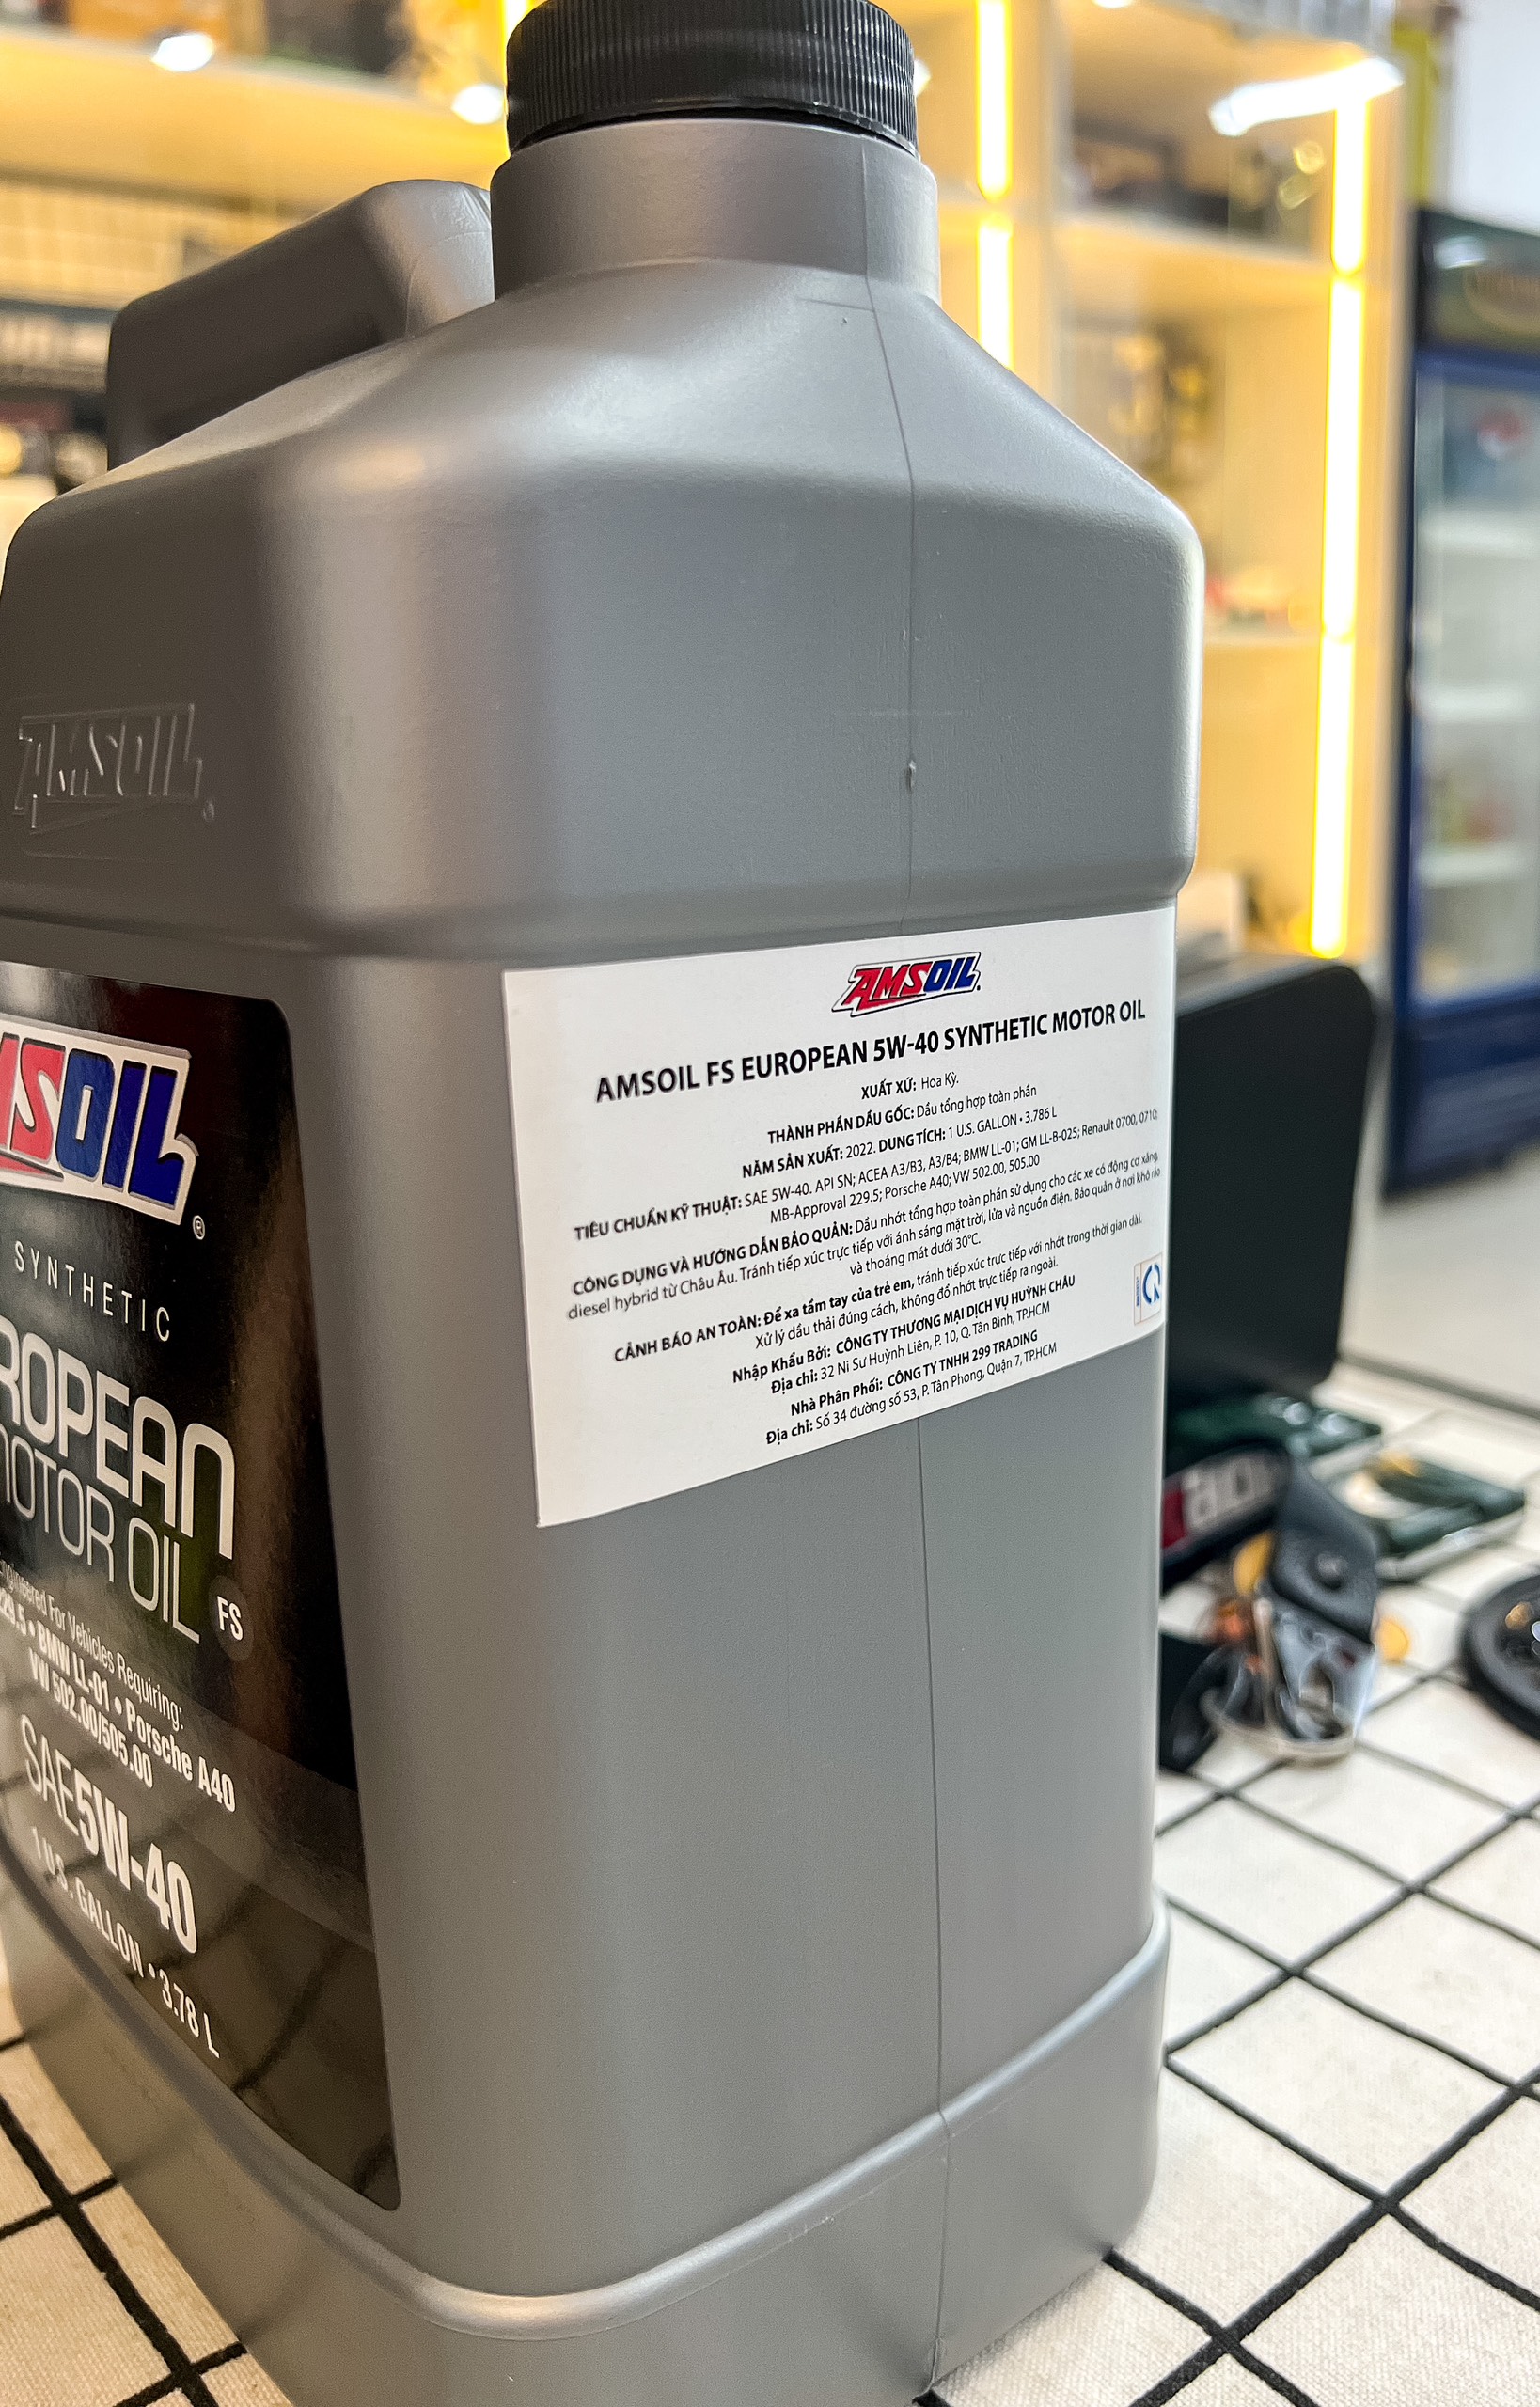 AMSOIL
AMSOIL
AMSOIL FS EUROPEAN 5W-40 SYNTHETIC MOTOR OIL
XUẤT XỨ: Hoa Kỳ.
THÀNH PHẦN DẦU GỐC: Dầu tổng hợp toàn phần
NĂM SẢN XUẤT: 2022. DUNG TÍCH: 1 U.S. GALLON • 3.786 L
TIÊU CHUẨN KỸ THUẬT: SAE 5W-40. API SN; ACEA A3/B3, A3/B4; BMW LL-01; GM LL-B-025; Renault 0700, 0710;
MB-Approval 229.5; Porsche A40; VW 502.00, 505.00
CÔNG DỤNG VÀ HƯỚNG DẪN BẢO QUẢN: Dầu nhớt tổng hợp toàn phần sử dụng cho các xe có động cơ xăng,
diesel hybrid từ Châu Âu. Tránh tiếp xúc trực tiếp với ánh sáng mặt trời, lửa và nguồn điện. Bảo quản ở nơi khô ráo
và thoáng mát dưới 30°C.
CẢNH BÁO AN TOÀN: Để xa tầm tay của trẻ em, tránh tiếp xúc trực tiếp với nhớt trong thời gian dài.
Xử lý dầu thải đúng cách, không đổ nhớt trực tiếp ra ngoài.
Nhập Khẩu Bởi: CÔNG TY THƯƠNG MẠI DỊCH VỤ HUỲNH CHÂU
Địa chỉ: 32 Ni Sư Huỳnh Liên, P. 10, Q. Tân Bình, TP.HCM
Nhà Phân Phối: CÔNG TY TNHH 299 TRADING
Địa chỉ: Số 34 đường số 53, P. Tân Phong, Quận 7, TP.HCM
MSOIL®
SYNTHETIC
ROPEAN
MOTOR OIL FS
Engineered For Vehicles Requiring:
229.5 • BMW LL-01 • Porsche A40
VW 502.00/505.00
SAE 5W-40
1 U.S. GALLON • 3.78 L